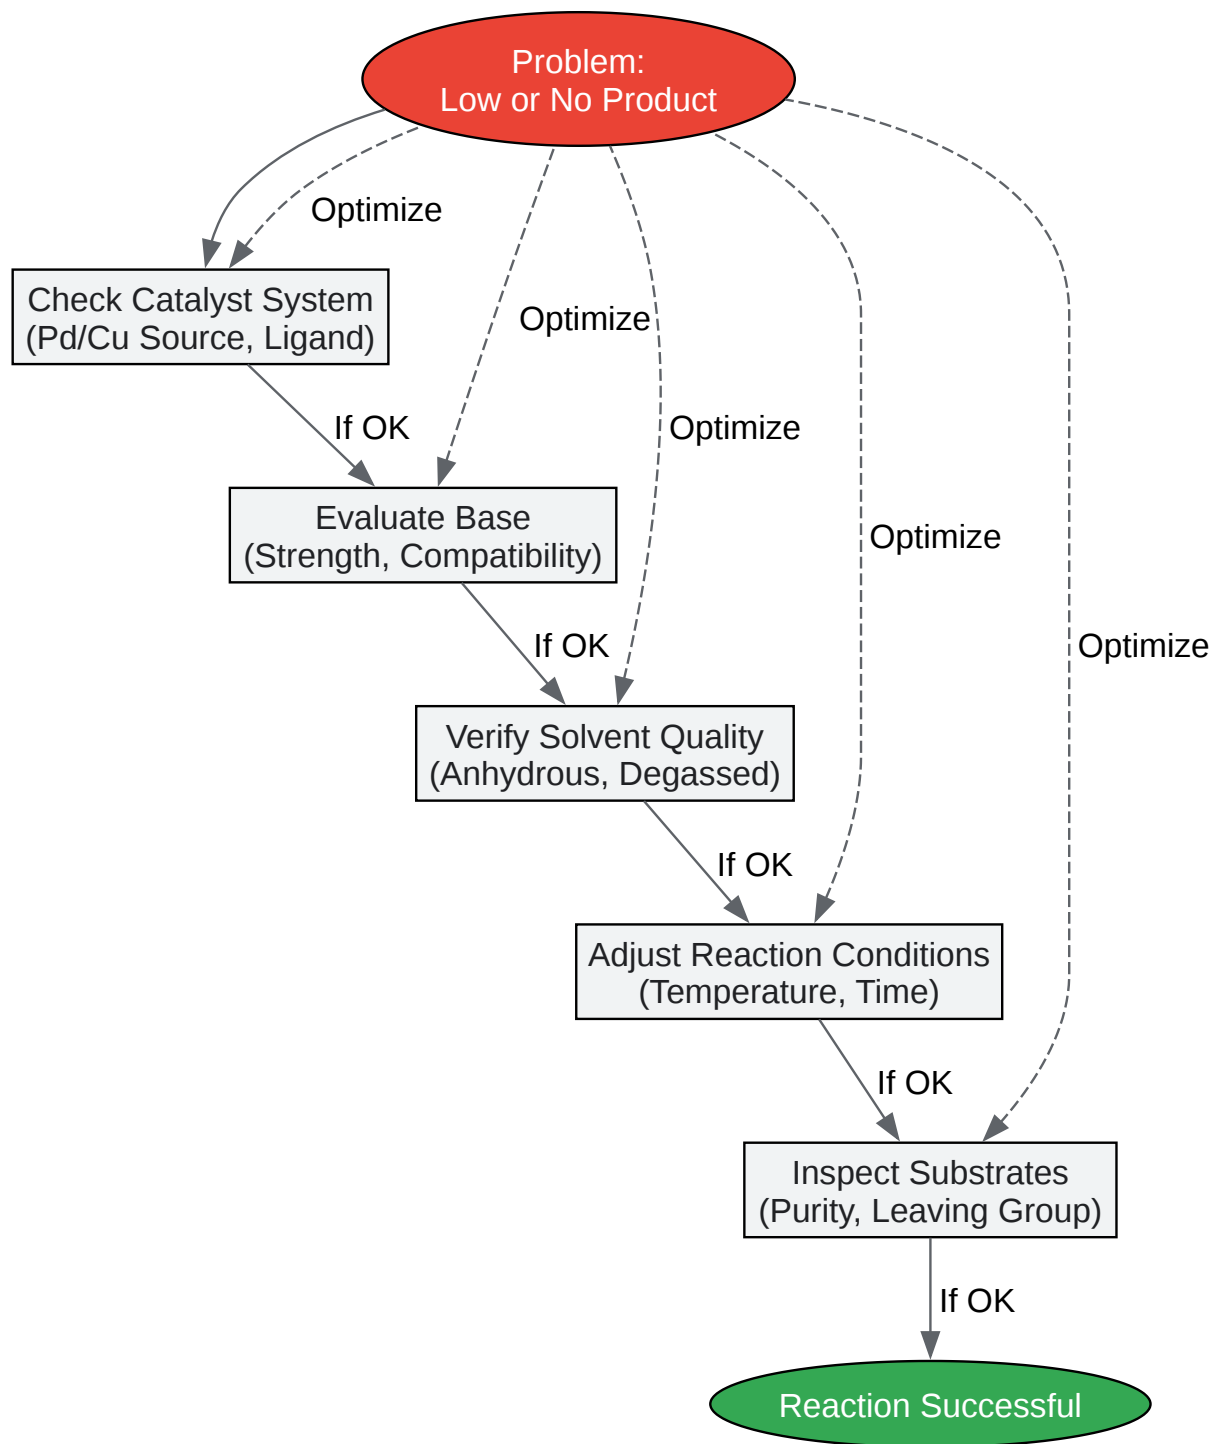 Problem:
Low or No Product
Optimize
Check Catalyst System
(Pd/Cu Source, Ligand)
Optimize
If OK
Optimize
Evaluate Base
(Strength, Compatibility)
Optimize
If OK
Optimize
Verify Solvent Quality
(Anhydrous, Degassed)
If OK
Adjust Reaction Conditions
(Temperature, Time)
If OK
Inspect Substrates
(Purity, Leaving Group)
If OK
Reaction Successful